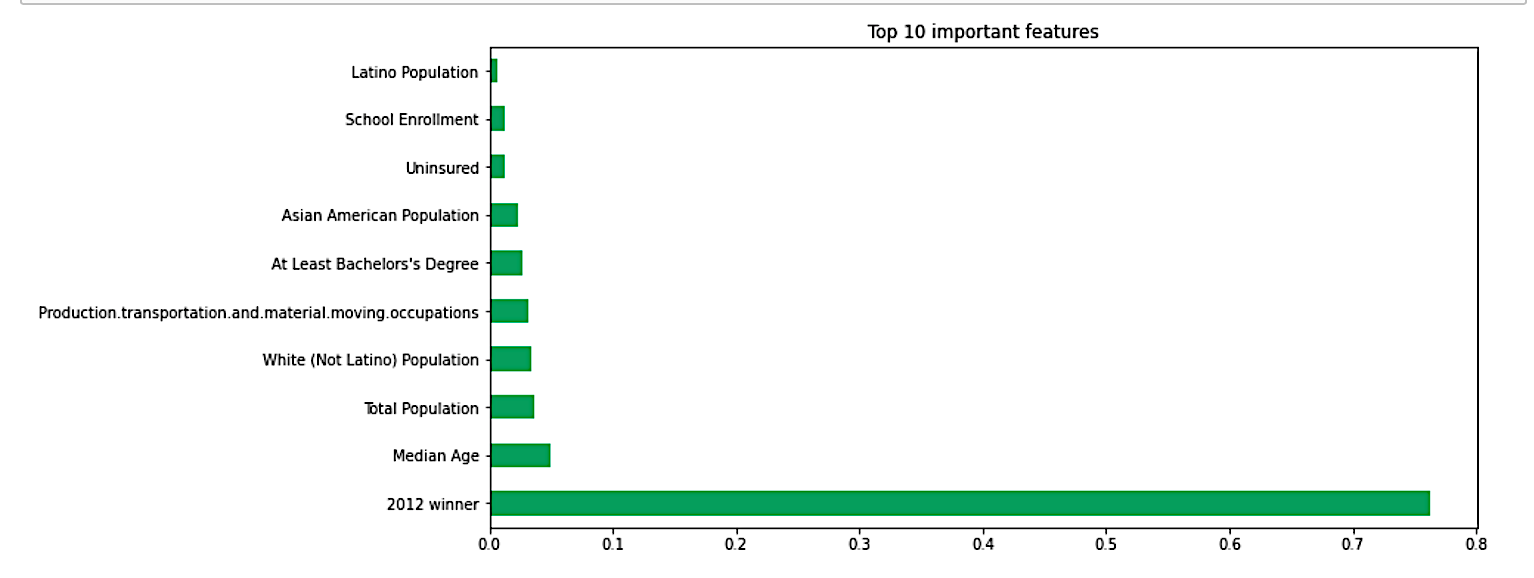 Top 10 important features
Latino Population
School Enrollment
Uninsured
Asian American Population
At Least Bachelors's Degree
Production.transportation.and.material.moving.occupations
White (Not Latino) Population
Total Population
Median Age
2012 winner
0.0 0.1 0.2 0.3 0.4 0.5 0.6 0.7 0.8